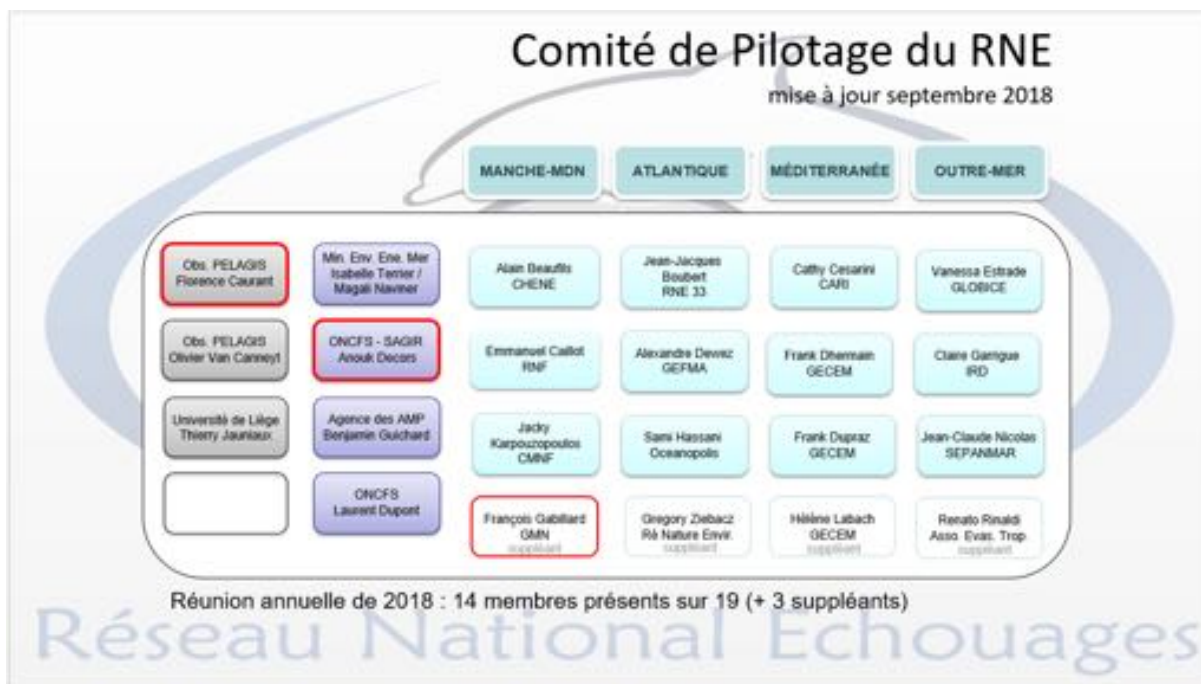 Comité de Pilotage du RNE
mise à jour septembre 2018
MANCHE-MDN
ATLANTIQUE
MÉDITERRANÉE
OUTRE-MER
Obs. PELAGIS
Florence Caurant
Min. Env. Ene. Mer
Isabelle Terrier /
Magali Naviner
Alain Beaufils
CHENE
Jean-Jacques
Boubert
RNE 33
Cathy Cesarini
CARI
Vanessa Estrade
GLOBICE
Obs. PELAGIS
Olivier Van Canneyt
ONCFS - SAGIR
Anouk Decors
Emmanuel Caillot
RNF
Alexandre Dewez
GEFMA
Frank Dhermain
GECEM
Claire Garrigue
IRD
Université de Liège
Thierry Jauniaux
Agence des AMP
Benjamin Guichard
Jacky
Karpouzopoulos
CMNF
Sami Hassani
Oceanopolis
Frank Dupraz
GECEM
Jean-Claude Nicolas
SEPANMAR
ONCFS
Laurent Dupont
François Gabillard
GMN
suppléant
Gregory Ziebacz
Ré Nature Envir.
suppléant
Hélène Labach
GECEM
suppléant
Renato Rinaldi
Asso. Evas. Trop.
suppléant
Réunion annuelle de 2018 : 14 membres présents sur 19 (+ 3 suppléants)
Réseau National Echouages